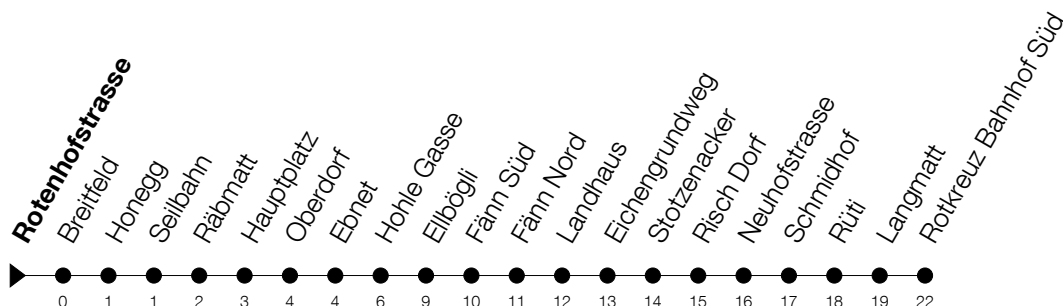 Rotenhofstrasse
Breitfeld
Honegg
Seilbahn
Räbmatt
Hauptplatz
Oberdorf
Ebnet
Hohle Gasse
Ellbögli
Fänn Süd
Fänn Nord
Landhaus
Eichengrundweg
Stotzenacker
Risch Dorf
Neuhofstrasse
Schmidhof
Rüti
Langmatt
Rotkreuz Bahnhof Süd
0 1 1 2 3 4 4 6 9 10 11 12 13 14 15 16 17 18 19 22